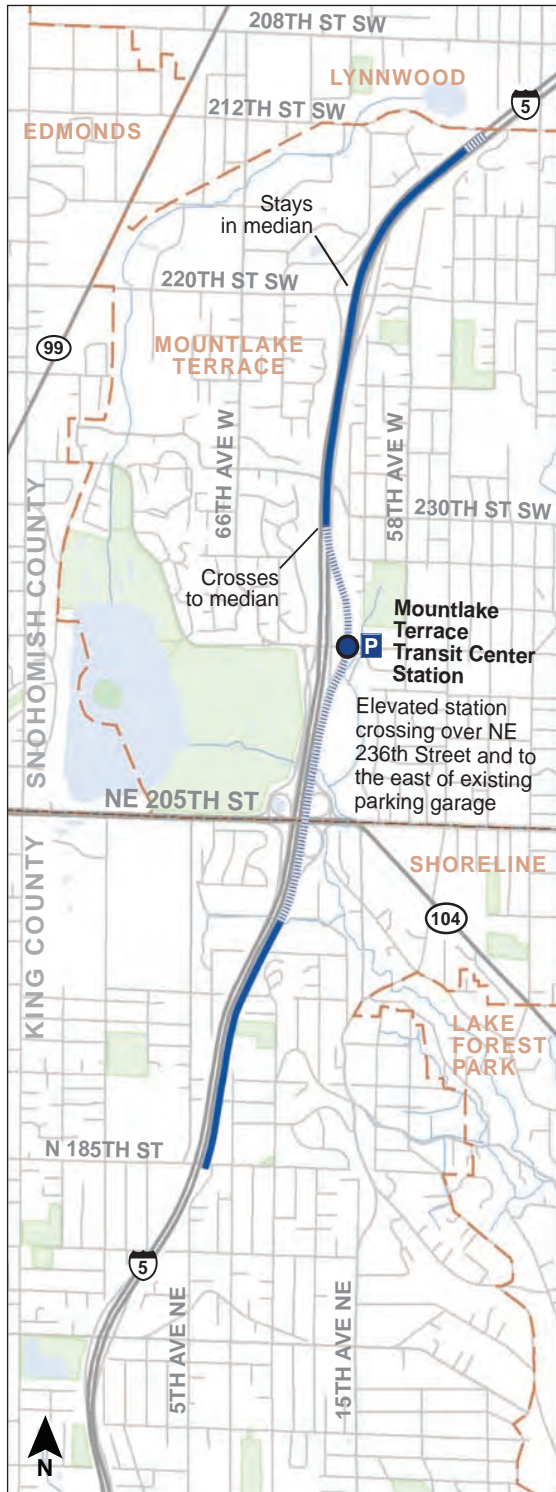 208TH ST SW
LYNNWOOD
5
212TH ST SW
EDMONDS
Stays
in median
220TH ST SW
99
MOUNTLAKE
TERRACE
66TH AVE W
58TH AVE W
230TH ST SW
SNOHOMISH COUNTY
Crosses
to median
P
Mountlake
Terrace
Transit Center
Station
Elevated station
crossing over NE
236th Street and to
the east of existing
parking garage
NE 205TH ST
SHORELINE
104
KING COUNTY
LAKE
FOREST
PARK
N 185TH ST
5
5TH AVE NE
15TH AVE NE
N